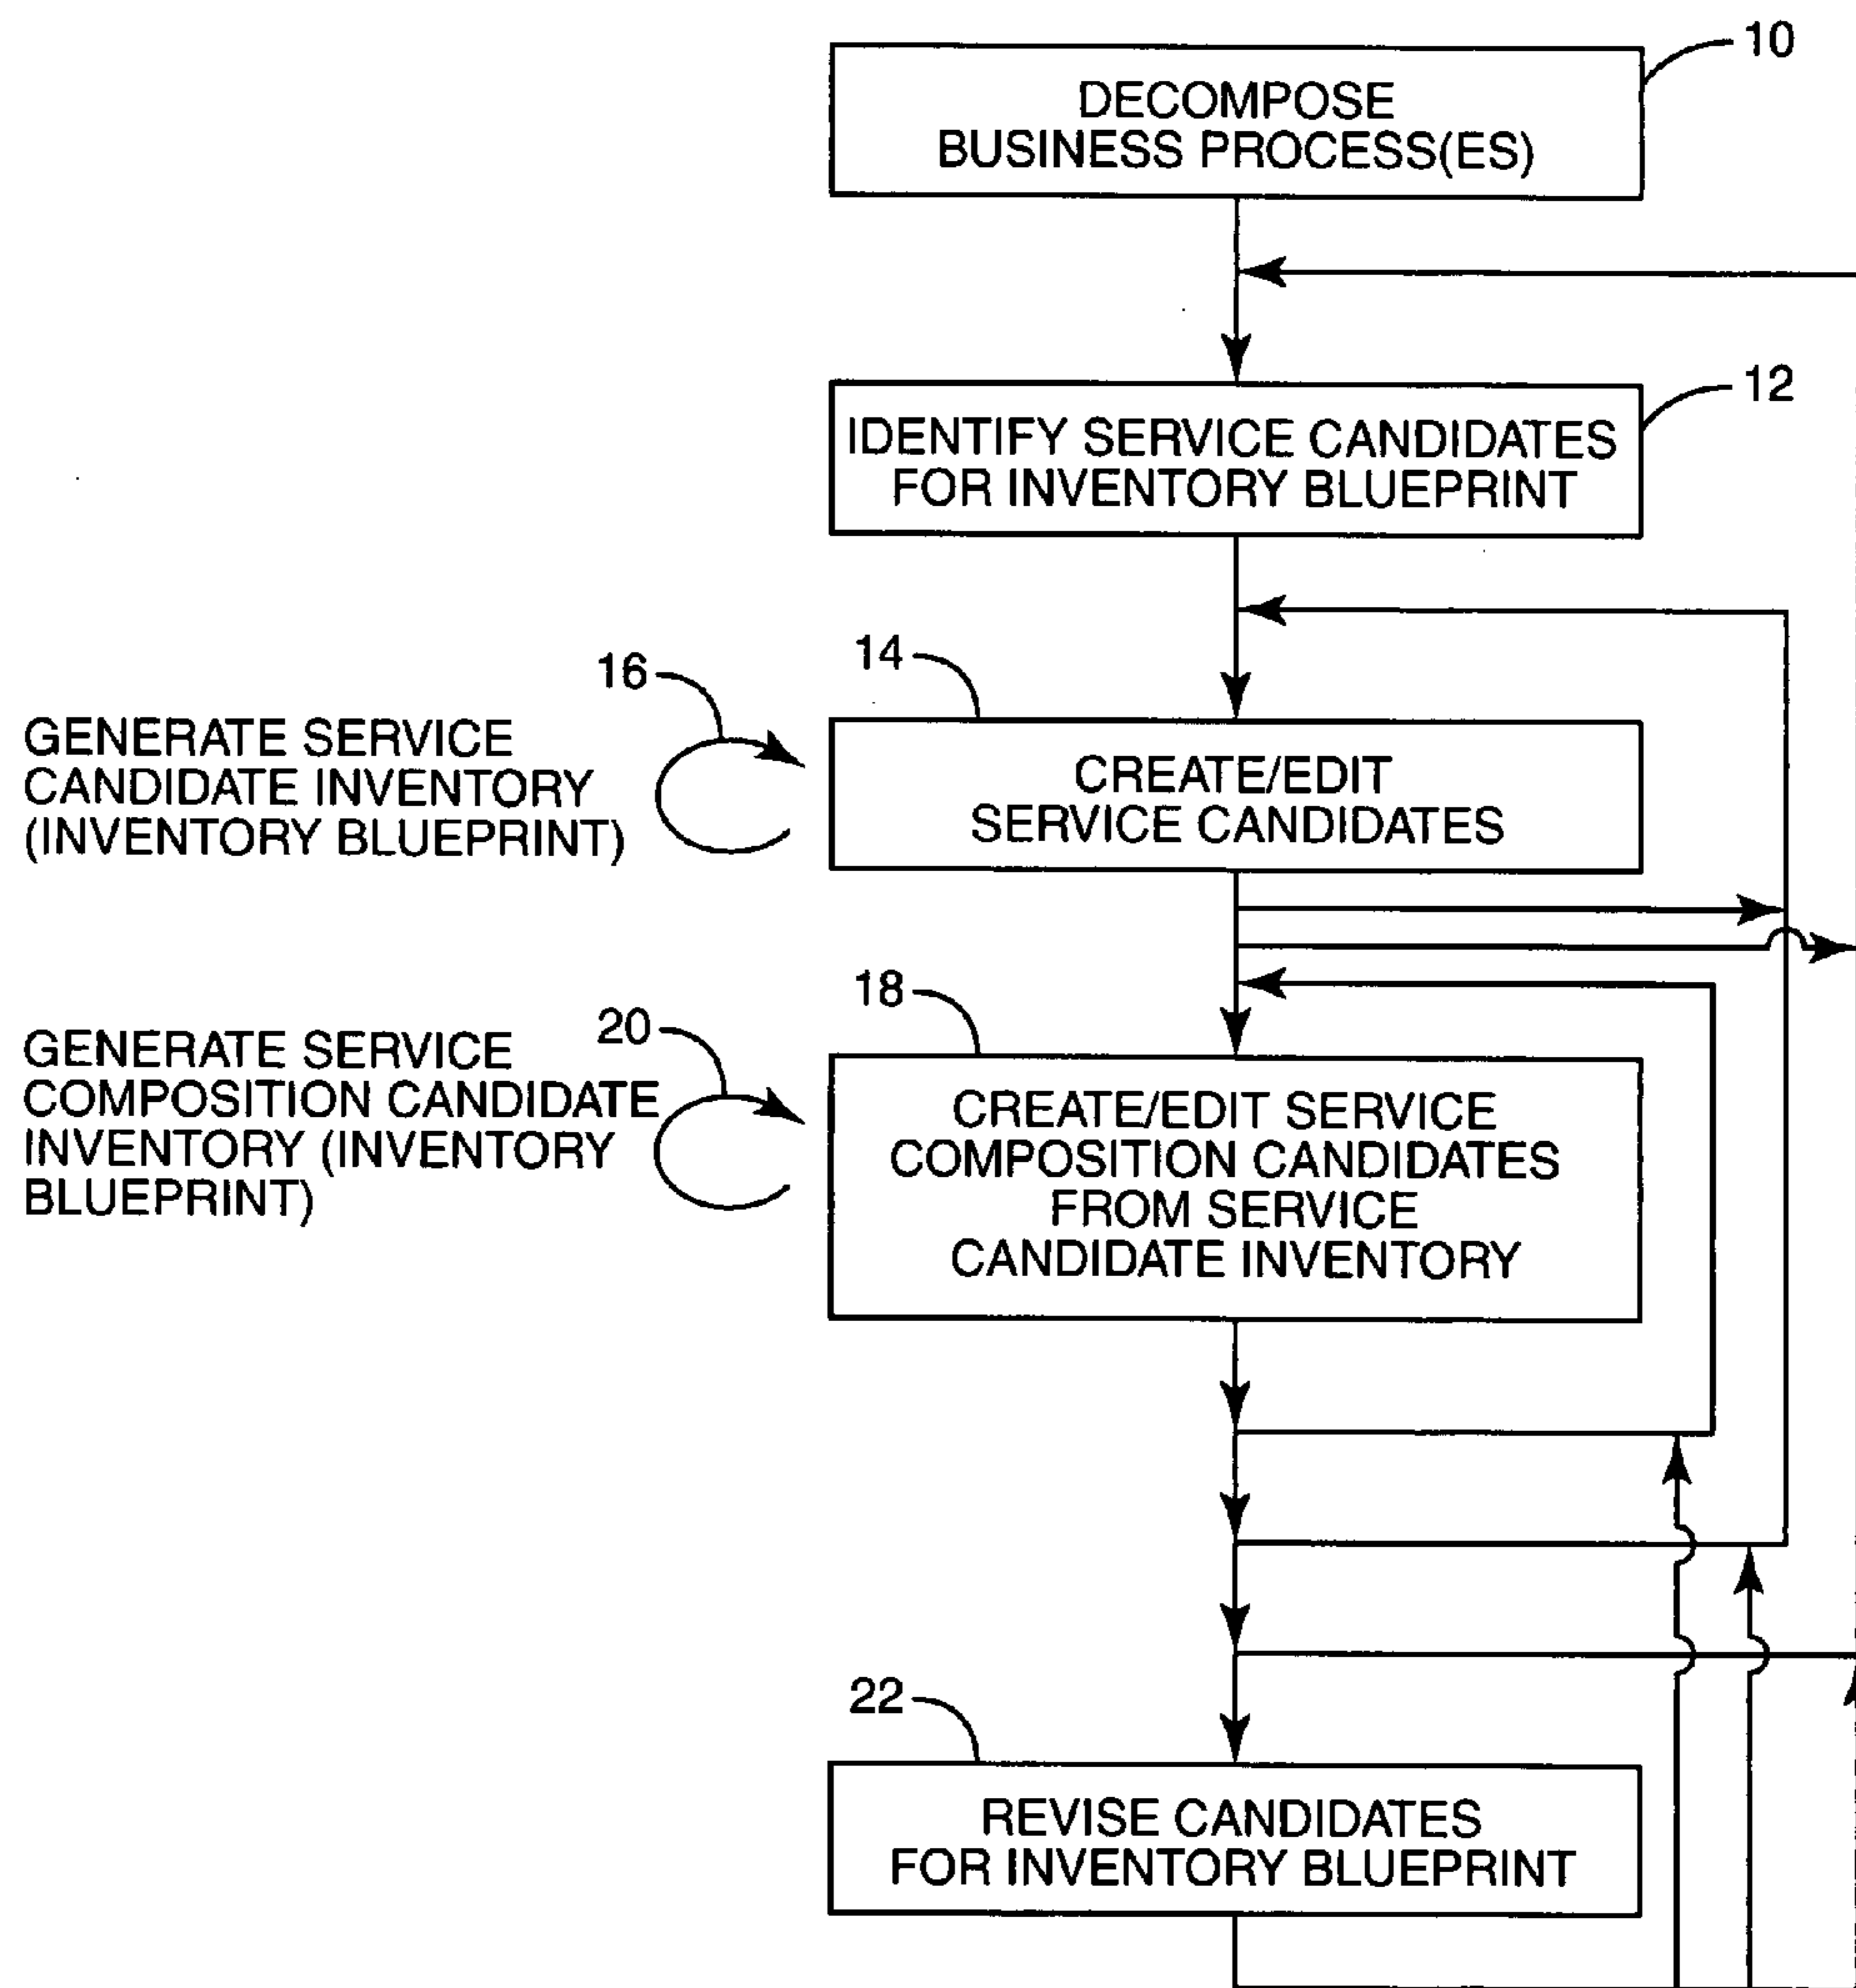 10
DECOMPOSE
BUSINESS PROCESS(ES)
12
IDENTIFY SERVICE CANDIDATES
FOR INVENTORY BLUEPRINT
16
14
GENERATE SERVICE
CANDIDATE INVENTORY
(INVENTORY BLUEPRINT)
CREATE/EDIT
SERVICE CANDIDATES
18
20
GENERATE SERVICE
COMPOSITION CANDIDATE
INVENTORY (INVENTORY
BLUEPRINT)
CREATE/EDIT SERVICE
COMPOSITION CANDIDATES
FROM SERVICE
CANDIDATE INVENTORY
22
REVISE CANDIDATES
FOR INVENTORY BLUEPRINT